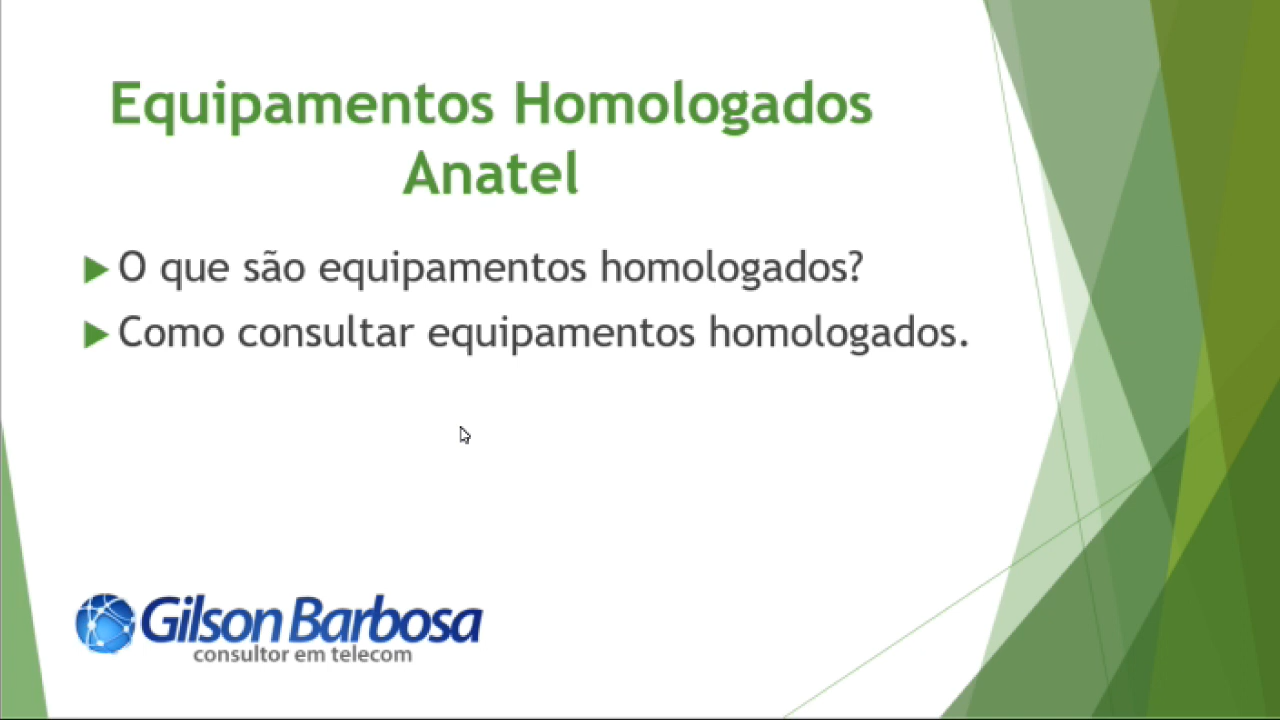 Equipamentos Homologados
Anatel
O que são equipamentos homologados?
Como consultar equipamentos homologados.
Gilson Barbosa
consultor em telecom